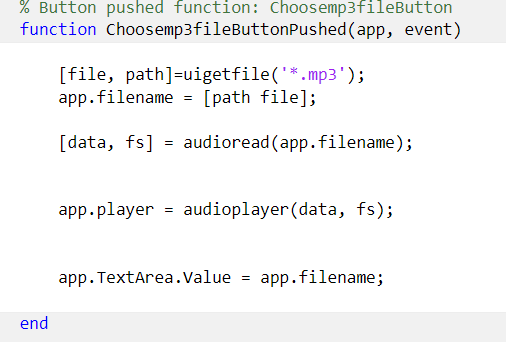 % Button pushed function: Choosemp3fileButton
function Choosemp3fileButtonPushed(app, event)
[file, path]=uigetfile('*.mp3');
app.filename = [path file];
[data, fs] = audioread(app.filename);
app.player = audioplayer(data, fs);
app.TextArea.Value = app.filename;
end